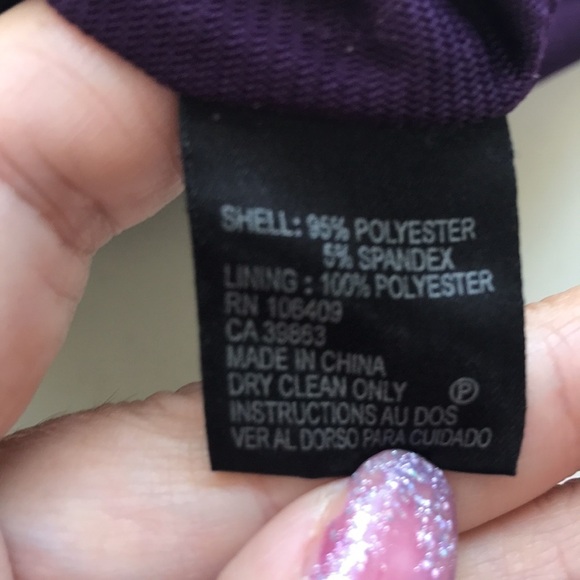 SHELL: 95% POLYESTER
5% SPANDEX
LINING : 100% POLYESTER
RN 106409
CA 39863
MADE IN CHINA
DRY CLEAN ONLY Ⓟ
INSTRUCTIONS AU DOS
VER AL DORSO PARA CUIDADO